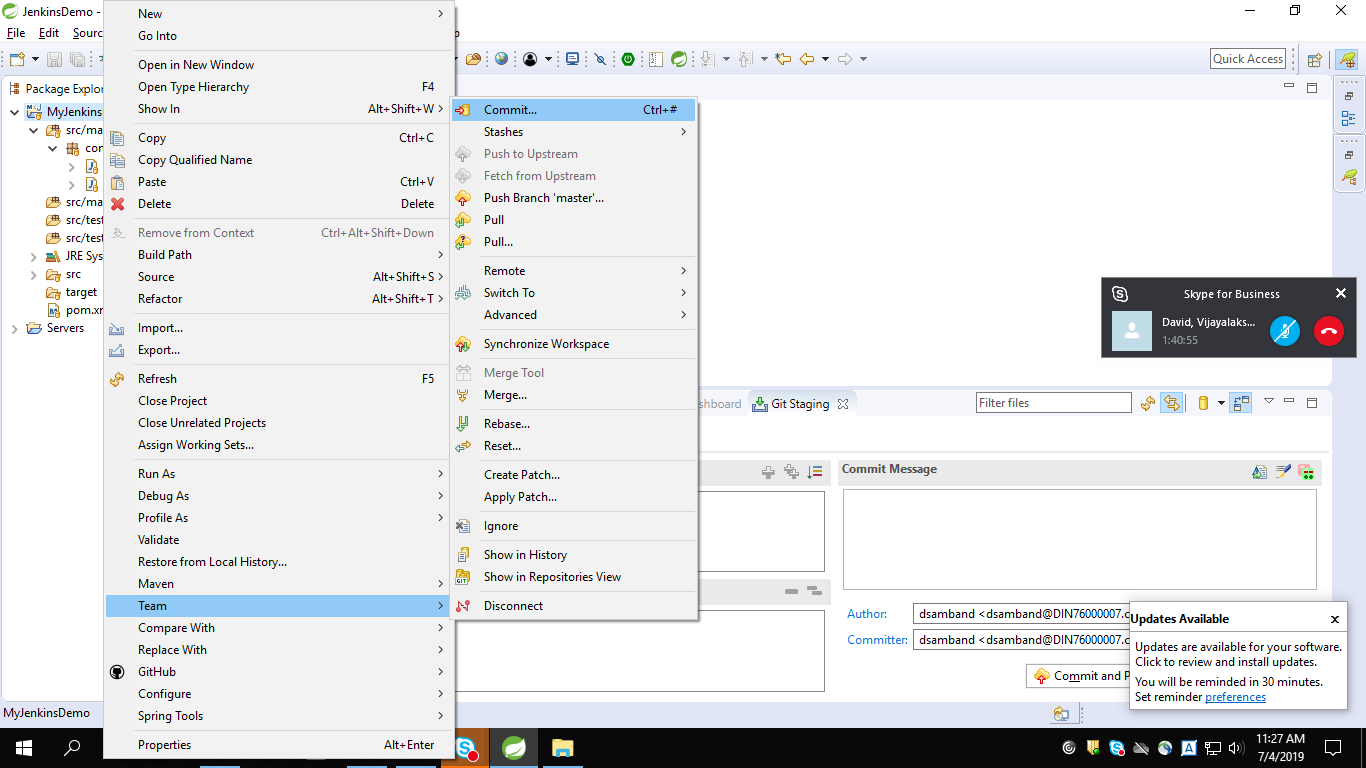 JenkinsDemo -
File Edit Sourc
Quick Access
Package Explor
MyJenkins
src/ma
con
src/ma
src/test
src/test
JRE Sys
src
target
pom.xm
Servers
New
Go Into
Open in New Window
Open Type Hierarchy F4
Show In Alt+Shift+W
Copy Ctrl+C
Copy Qualified Name
Paste Ctrl+V
Delete Delete
Remove from Context Ctrl+Alt+Shift+Down
Build Path
Source Alt+Shift+S
Refactor Alt+Shift+T
Import...
Export...
Refresh F5
Close Project
Close Unrelated Projects
Assign Working Sets...
Run As
Debug As
Profile As
Validate
Restore from Local History...
Maven
Team
Compare With
Replace With
GitHub
Configure
Spring Tools
Properties Alt+Enter
Commit... Ctrl+#
Stashes
Push to Upstream
Fetch from Upstream
Push Branch 'master'...
Pull
Pull...
Remote
Switch To
Advanced
Synchronize Workspace
Merge Tool
Merge...
Rebase...
Reset...
Create Patch...
Apply Patch...
Ignore
Show in History
Show in Repositories View
Disconnect
Skype for Business
David, Vijayalaks...
1:40:55
shboard
Git Staging
Filter files
Commit Message
Author: dsamband <dsamband@DIN76000007.c
Committer: dsamband <dsamband@DIN76000007.c
Commit and P
Updates Available x
Updates are available for your software.
Click to review and install updates.
You will be reminded in 30 minutes.
Set reminder preferences
MyJenkinsDemo
11:27 AM
7/4/2019